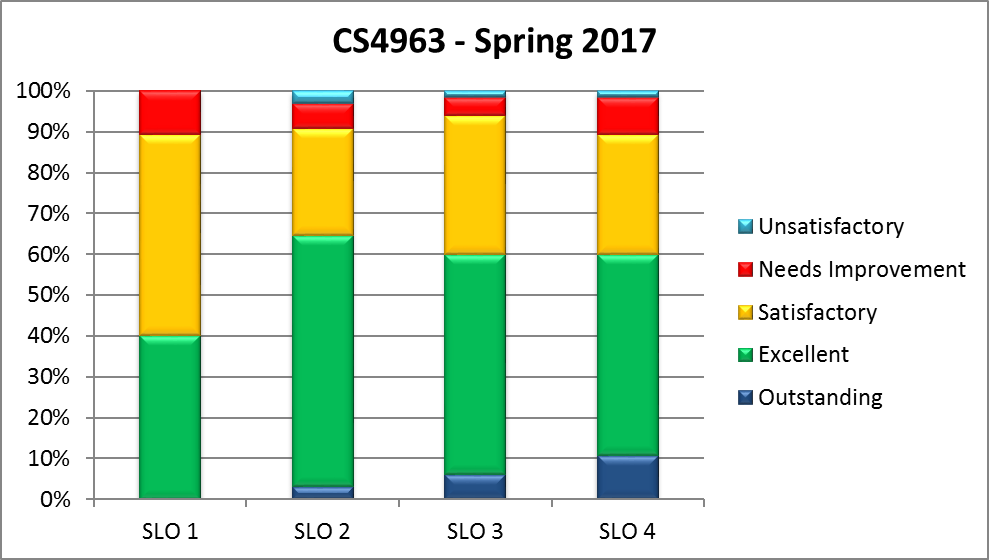 CS4963 - Spring 2017
100%
90%
80%
70%
60%
50%
40%
30%
20%
10%
0%
SLO 1 SLO 2 SLO 3 SLO 4
Unsatisfactory
Needs Improvement
Satisfactory
Excellent
Outstanding